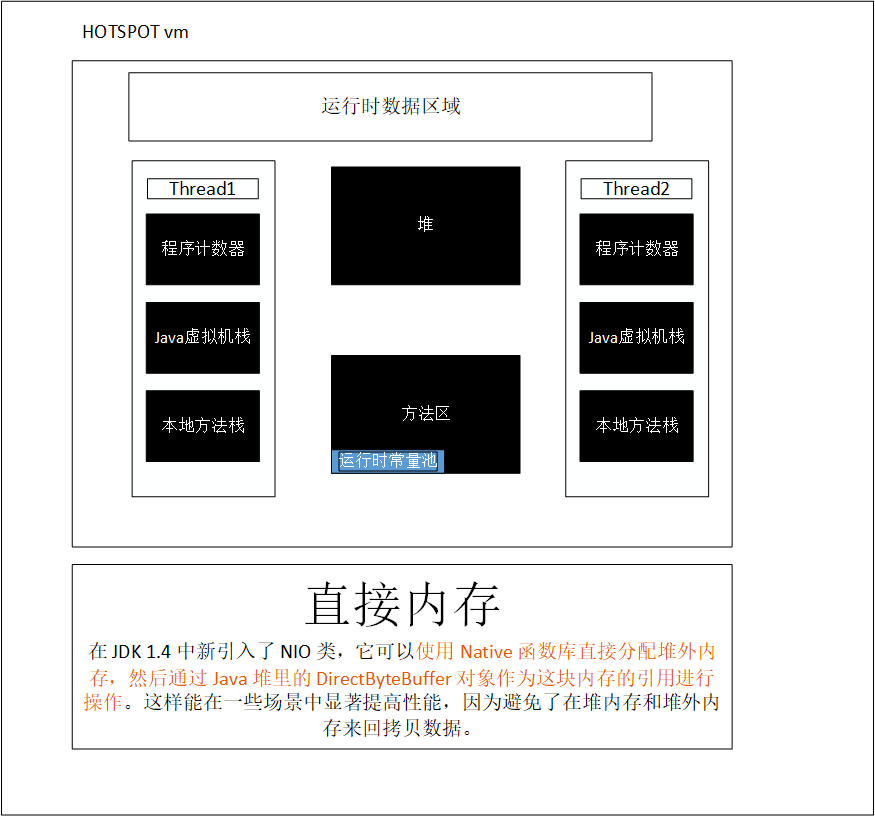 HOTSPOT vm
运行时数据区域
Thread1
程序计数器
Java虚拟机栈
本地方法栈
堆
方法区
运行时常量池
Thread2
程序计数器
Java虚拟机栈
本地方法栈
直接内存
在 JDK 1.4 中新引入了 NIO 类，它可以使用 Native 函数库直接分配堆外内
存，然后通过 Java 堆里的 DirectByteBuffer 对象作为这块内存的引用进行
操作。这样能在一些场景中显著提高性能，因为避免了在堆内存和堆外内
存来回拷贝数据。